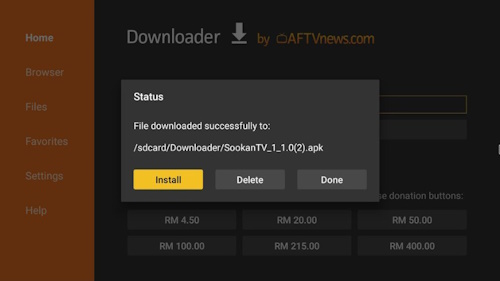 Home
Browser
Files
Favorites
Settings
Help
Downloader by AFTVnews.com
Status
File downloaded successfully to:
/sdcard/Downloader/SookanTV_1_1.0(2).apk
Install Delete Done
se donation buttons:
RM 4.50 RM 20.00 RM 50.00
RM 100.00 RM 215.00 RM 400.00